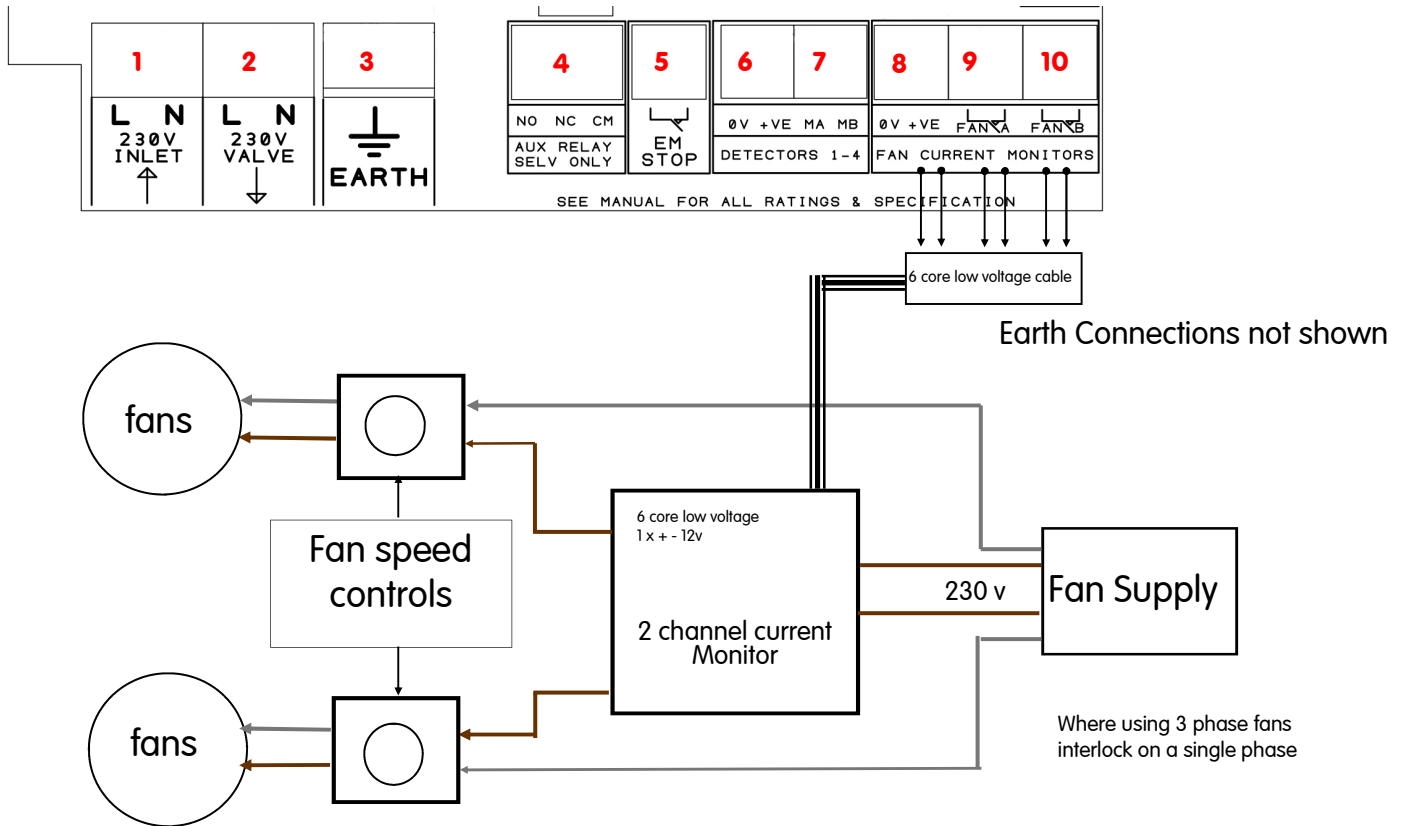 1 2 3 4 5 6 7 8 9 10
L N L N
230V 230V
INLET VALVE
EARTH
NO NC CM
AUX RELAY
SELV ONLY
EM
STOP
0V +VE MA MB
DETECTORS 1-4
0V +VE FAN A FAN B
FAN CURRENT MONITORS
SEE MANUAL FOR ALL RATINGS & SPECIFICATION
6 core low voltage cable
Earth Connections not shown
fans
Fan speed
controls
6 core low voltage
1 x + - 12v
2 channel current
Monitor
230 v
Fan Supply
fans
Where using 3 phase fans
interlock on a single phase